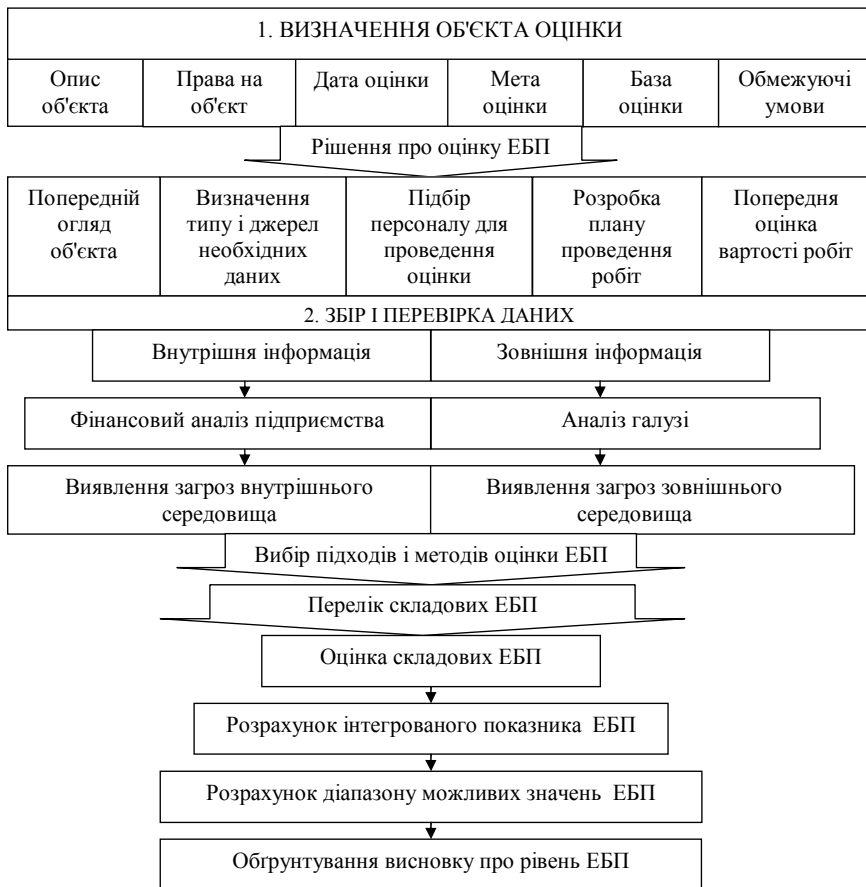 1. ВИЗНАЧЕННЯ ОБ'ЄКТА ОЦІНКИ
Опис
об'єкта
Права на
об'єкт
Дата оцінки
Мета
оцінки
База
оцінки
Обмежуючі
умови
Рішення про оцінку ЕБП
Попередній
огляд
об'єкта
Визначення
типу і джерел
необхідних
даних
Підбір
персоналу для
проведення
оцінки
Розробка
плану
проведення
робіт
Попередня
оцінка
вартості робіт
2. ЗБІР І ПЕРЕВІРКА ДАНИХ
Внутрішня інформація
Зовнішня інформація
Фінансовий аналіз підприємства
Аналіз галузі
Виявлення загроз внутрішнього
середовища
Виявлення загроз зовнішнього
середовища
Вибір підходів і методів оцінки ЕБП
Перелік складових ЕБП
Оцінка складових ЕБП
Розрахунок інтегрованого показника ЕБП
Розрахунок діапазону можливих значень ЕБП
Обґрунтування висновку про рівень ЕБП